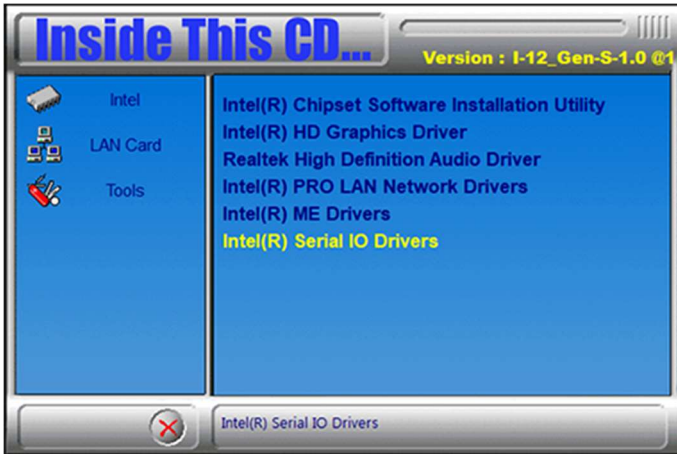 Inside This CD...
Version : I-12_Gen-S-1.0 @1
Intel
LAN Card
Tools
Intel(R) Chipset Software Installation Utility
Intel(R) HD Graphics Driver
Realtek High Definition Audio Driver
Intel(R) PRO LAN Network Drivers
Intel(R) ME Drivers
Intel(R) Serial IO Drivers
Intel(R) Serial IO Drivers